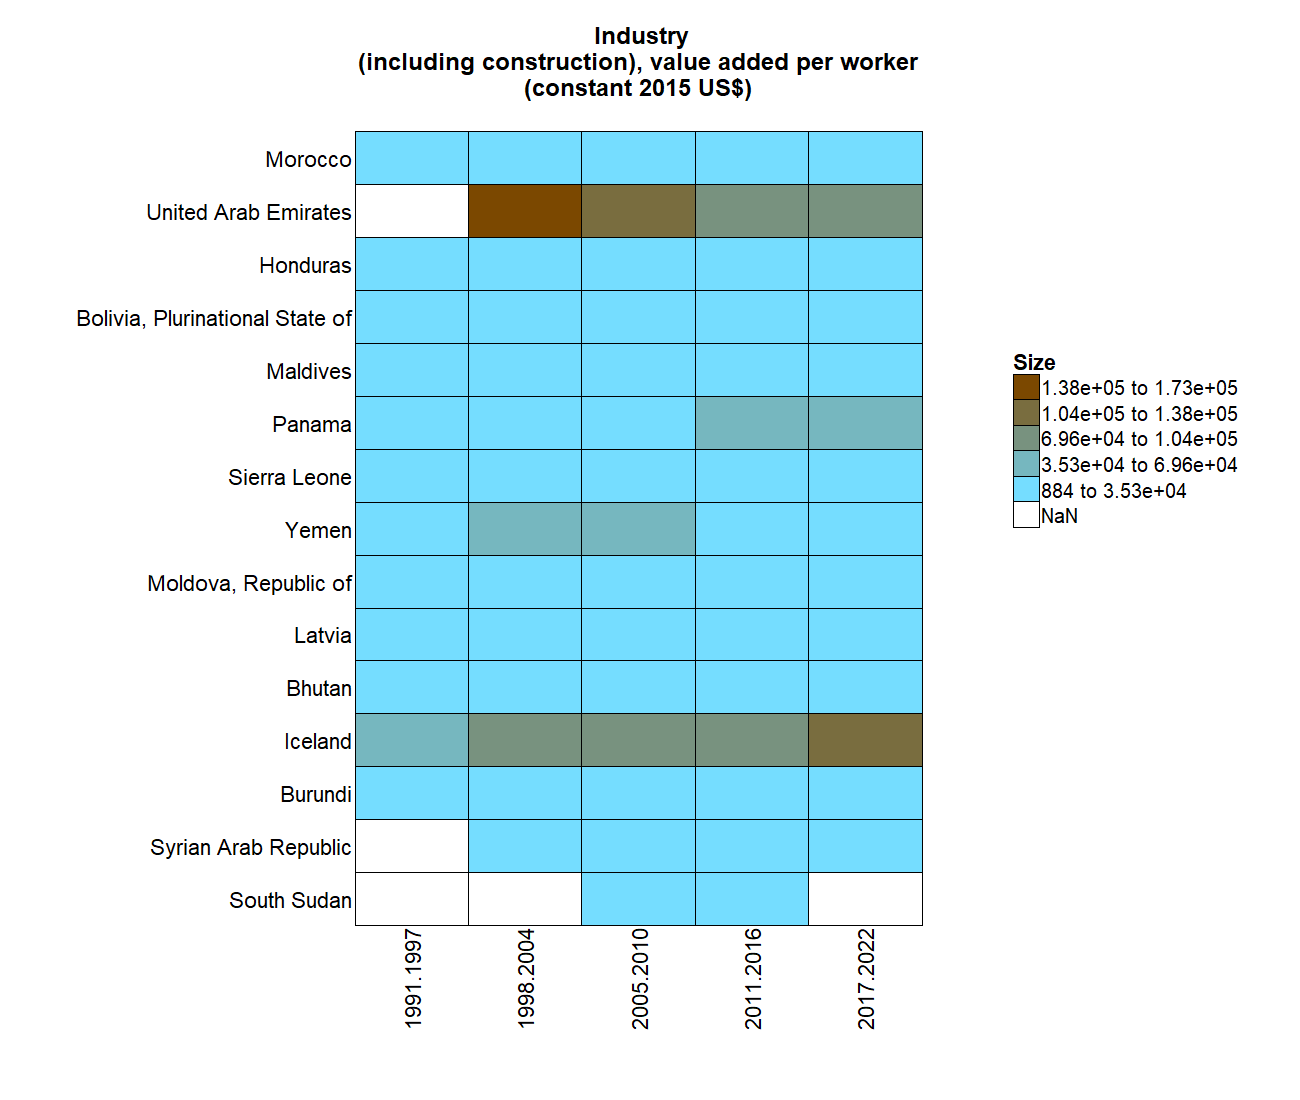 Industry
(including construction), value added per worker
(constant 2015 US$)
Morocco
United Arab Emirates
Honduras
Bolivia, Plurinational State of
Maldives
Panama
Sierra Leone
Yemen
Moldova, Republic of
Latvia
Bhutan
Iceland
Burundi
Syrian Arab Republic
South Sudan
1991.1997
1998.2004
2005.2010
2011.2016
2017.2022
Size
1.38e+05 to 1.73e+05
1.04e+05 to 1.38e+05
6.96e+04 to 1.04e+05
3.53e+04 to 6.96e+04
884 to 3.53e+04
NaN